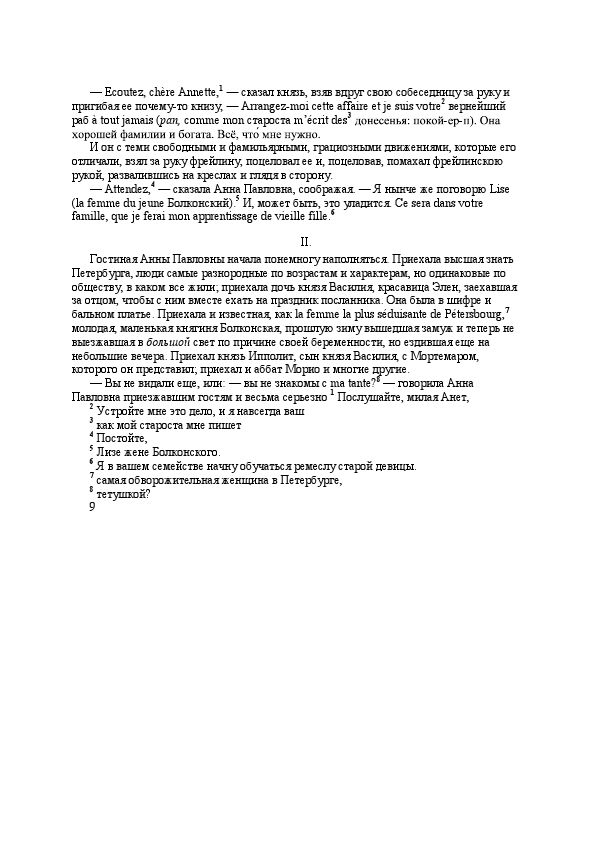 — Ecoutez, chère Annette,¹ — сказал князь, взяв вдруг свою собеседницу за руку и
пригибая ее почему-то книзу, — Arrangez-moi cette affaire et je suis votre² вернейший
раб à tout jamais (рап, comme mon староста m'écrit des³ донесенья: покой-ер-п). Она
хорошей фамилии и богата. Всё, что́ мне нужно.
И он с теми свободными и фамильярными, грациозными движениями, которые его
отличали, взял за руку фрейлину, поцеловал ее и, поцеловав, помахал фрейлинскою
рукой, развалившись на креслах и глядя в сторону.
— Attendez,⁴ — сказала Анна Павловна, соображая. — Я нынче же поговорю Lise
(la femme du jeune Болконский).⁵ И, может быть, это уладится. Ce sera dans votre
famille, que je ferai mon apprentissage de vieille fille.⁶
II.
Гостиная Анны Павловны начала понемногу наполняться. Приехала высшая знать
Петербурга, люди самые разнородные по возрастам и характерам, но одинаковые по
обществу, в каком все жили; приехала дочь князя Василия, красавица Элен, заехавшая
за отцом, чтобы с ним вместе ехать на праздник посланника. Она была в шифре и
бальном платье. Приехала и известная, как la femme la plus séduisante de Pétersbourg,⁷
молодая, маленькая княгиня Болконская, прошлую зиму вышедшая замуж и теперь не
выезжавшая в большой свет по причине своей беременности, но ездившая еще на
небольшие вечера. Приехал князь Ипполит, сын князя Василия, с Мортемаром,
которого он представил; приехал и аббат Морио и многие другие.
— Вы не видали еще, или: — вы не знакомы с ma tante?⁸ — говорила Анна
Павловна приезжавшим гостям и весьма серьезно ¹ Послушайте, милая Анет,
² Устройте мне это дело, и я навсегда ваш
³ как мой староста мне пишет
⁴ Постойте,
⁵ Лизе жене Болконского.
⁶ Я в вашем семействе начну обучаться ремеслу старой девицы.
⁷ самая обворожительная женщина в Петербурге,
⁸ тетушкой?
9